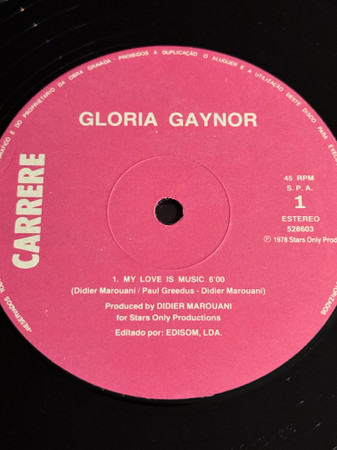 GRÁFICO E DO PROPRIETÁRIO DA OBRA GRAVADA - PROIBIDOS A DUPLICAÇÃO O ALUGUER E A UTILIZAÇÃO DESTE DISCO PARA
GLORIA GAYNOR
CARRERE
45 RPM
S. P. A.
1
ESTEREO
528603
Ⓟ 1978 Stars Only
1. MY LOVE IS MUSIC 6'00
(Didier Marouani / Paul Greedus - Didier Marouani)
Produced by DIDIER MAROUANI
for Stars Only Productions
Editado por: EDISOM, LDA.